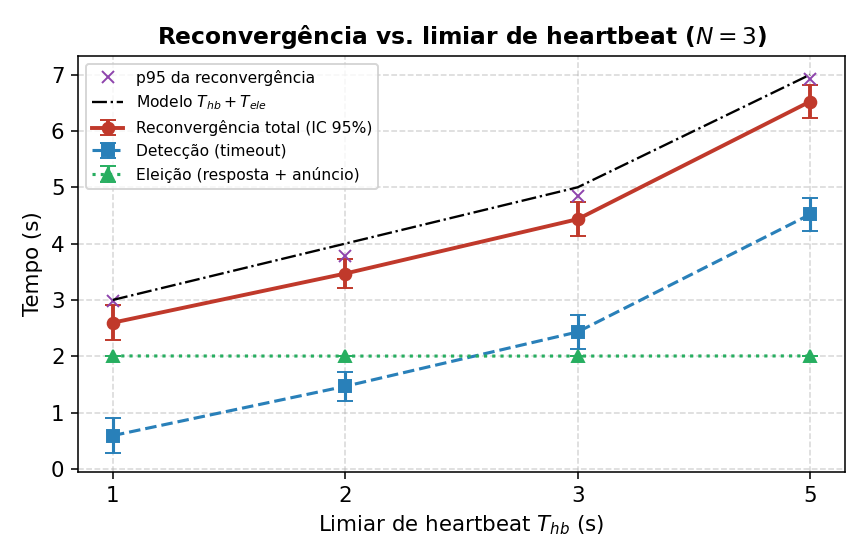 Reconvergência vs. limiar de heartbeat (N = 3)
p95 da reconvergência
Modelo T_hb + T_ele
Reconvergência total (IC 95%)
Detecção (timeout)
Eleição (resposta + anúncio)
Tempo (s)
7
6
5
4
3
2
1
0
1 2 3 5
Limiar de heartbeat T_hb (s)